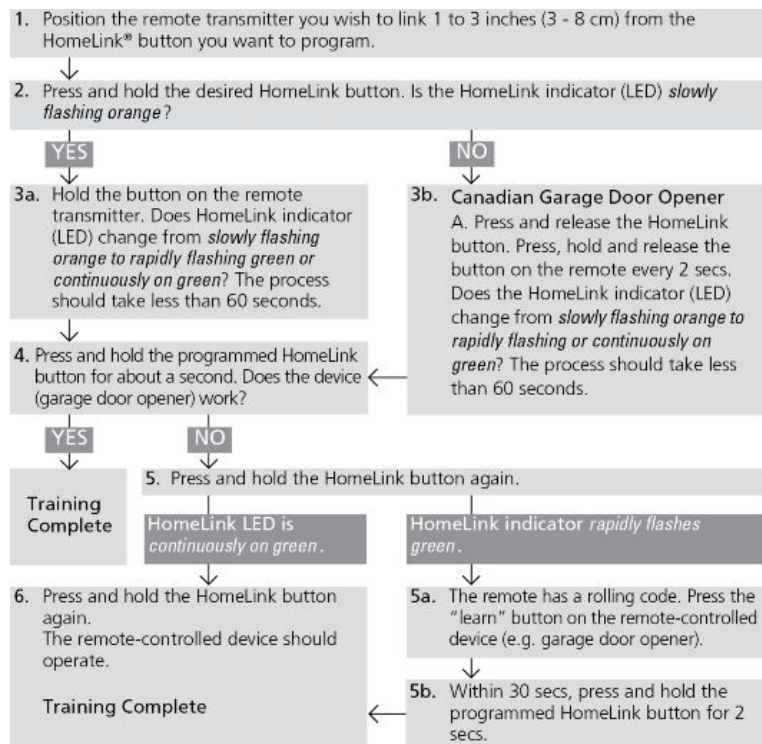 1. Position the remote transmitter you wish to link 1 to 3 inches (3 - 8 cm) from the
HomeLink® button you want to program.
2. Press and hold the desired HomeLink button. Is the HomeLink indicator (LED) slowly
flashing orange?
YES
NO
3a. Hold the button on the remote
transmitter. Does HomeLink indicator
(LED) change from slowly flashing
orange to rapidly flashing green or
continuously on green? The process
should take less than 60 seconds.
3b. Canadian Garage Door Opener
A. Press and release the HomeLink
button. Press, hold and release the
button on the remote every 2 secs.
Does the HomeLink indicator (LED)
change from slowly flashing orange to
rapidly flashing or continuously on
green? The process should take less
than 60 seconds.
4. Press and hold the programmed HomeLink
button for about a second. Does the device
(garage door opener) work?
YES
NO
Training
Complete
5. Press and hold the HomeLink button again.
HomeLink LED is
continuously on green.
HomeLink indicator rapidly flashes
green.
6. Press and hold the HomeLink button
again.
The remote-controlled device should
operate.
Training Complete
5a. The remote has a rolling code. Press the
"learn" button on the remote-controlled
device (e.g. garage door opener).
5b. Within 30 secs, press and hold the
programmed HomeLink button for 2
secs.